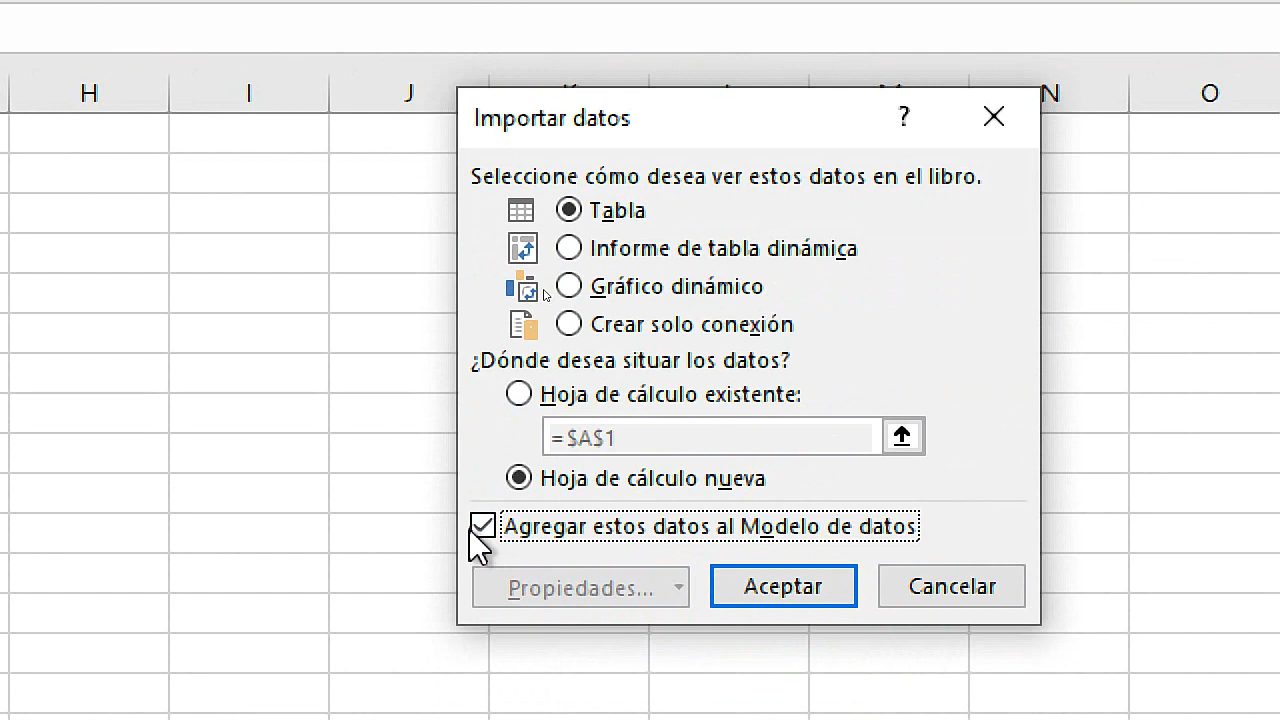 H I J N O
Importar datos ?
Seleccione cómo desea ver estos datos en el libro.
Tabla
Informe de tabla dinámica
Gráfico dinámico
Crear solo conexión
¿Dónde desea situar los datos?
Hoja de cálculo existente:
=$A$1
Hoja de cálculo nueva
Agregar estos datos al Modelo de datos
Propiedades... Aceptar Cancelar